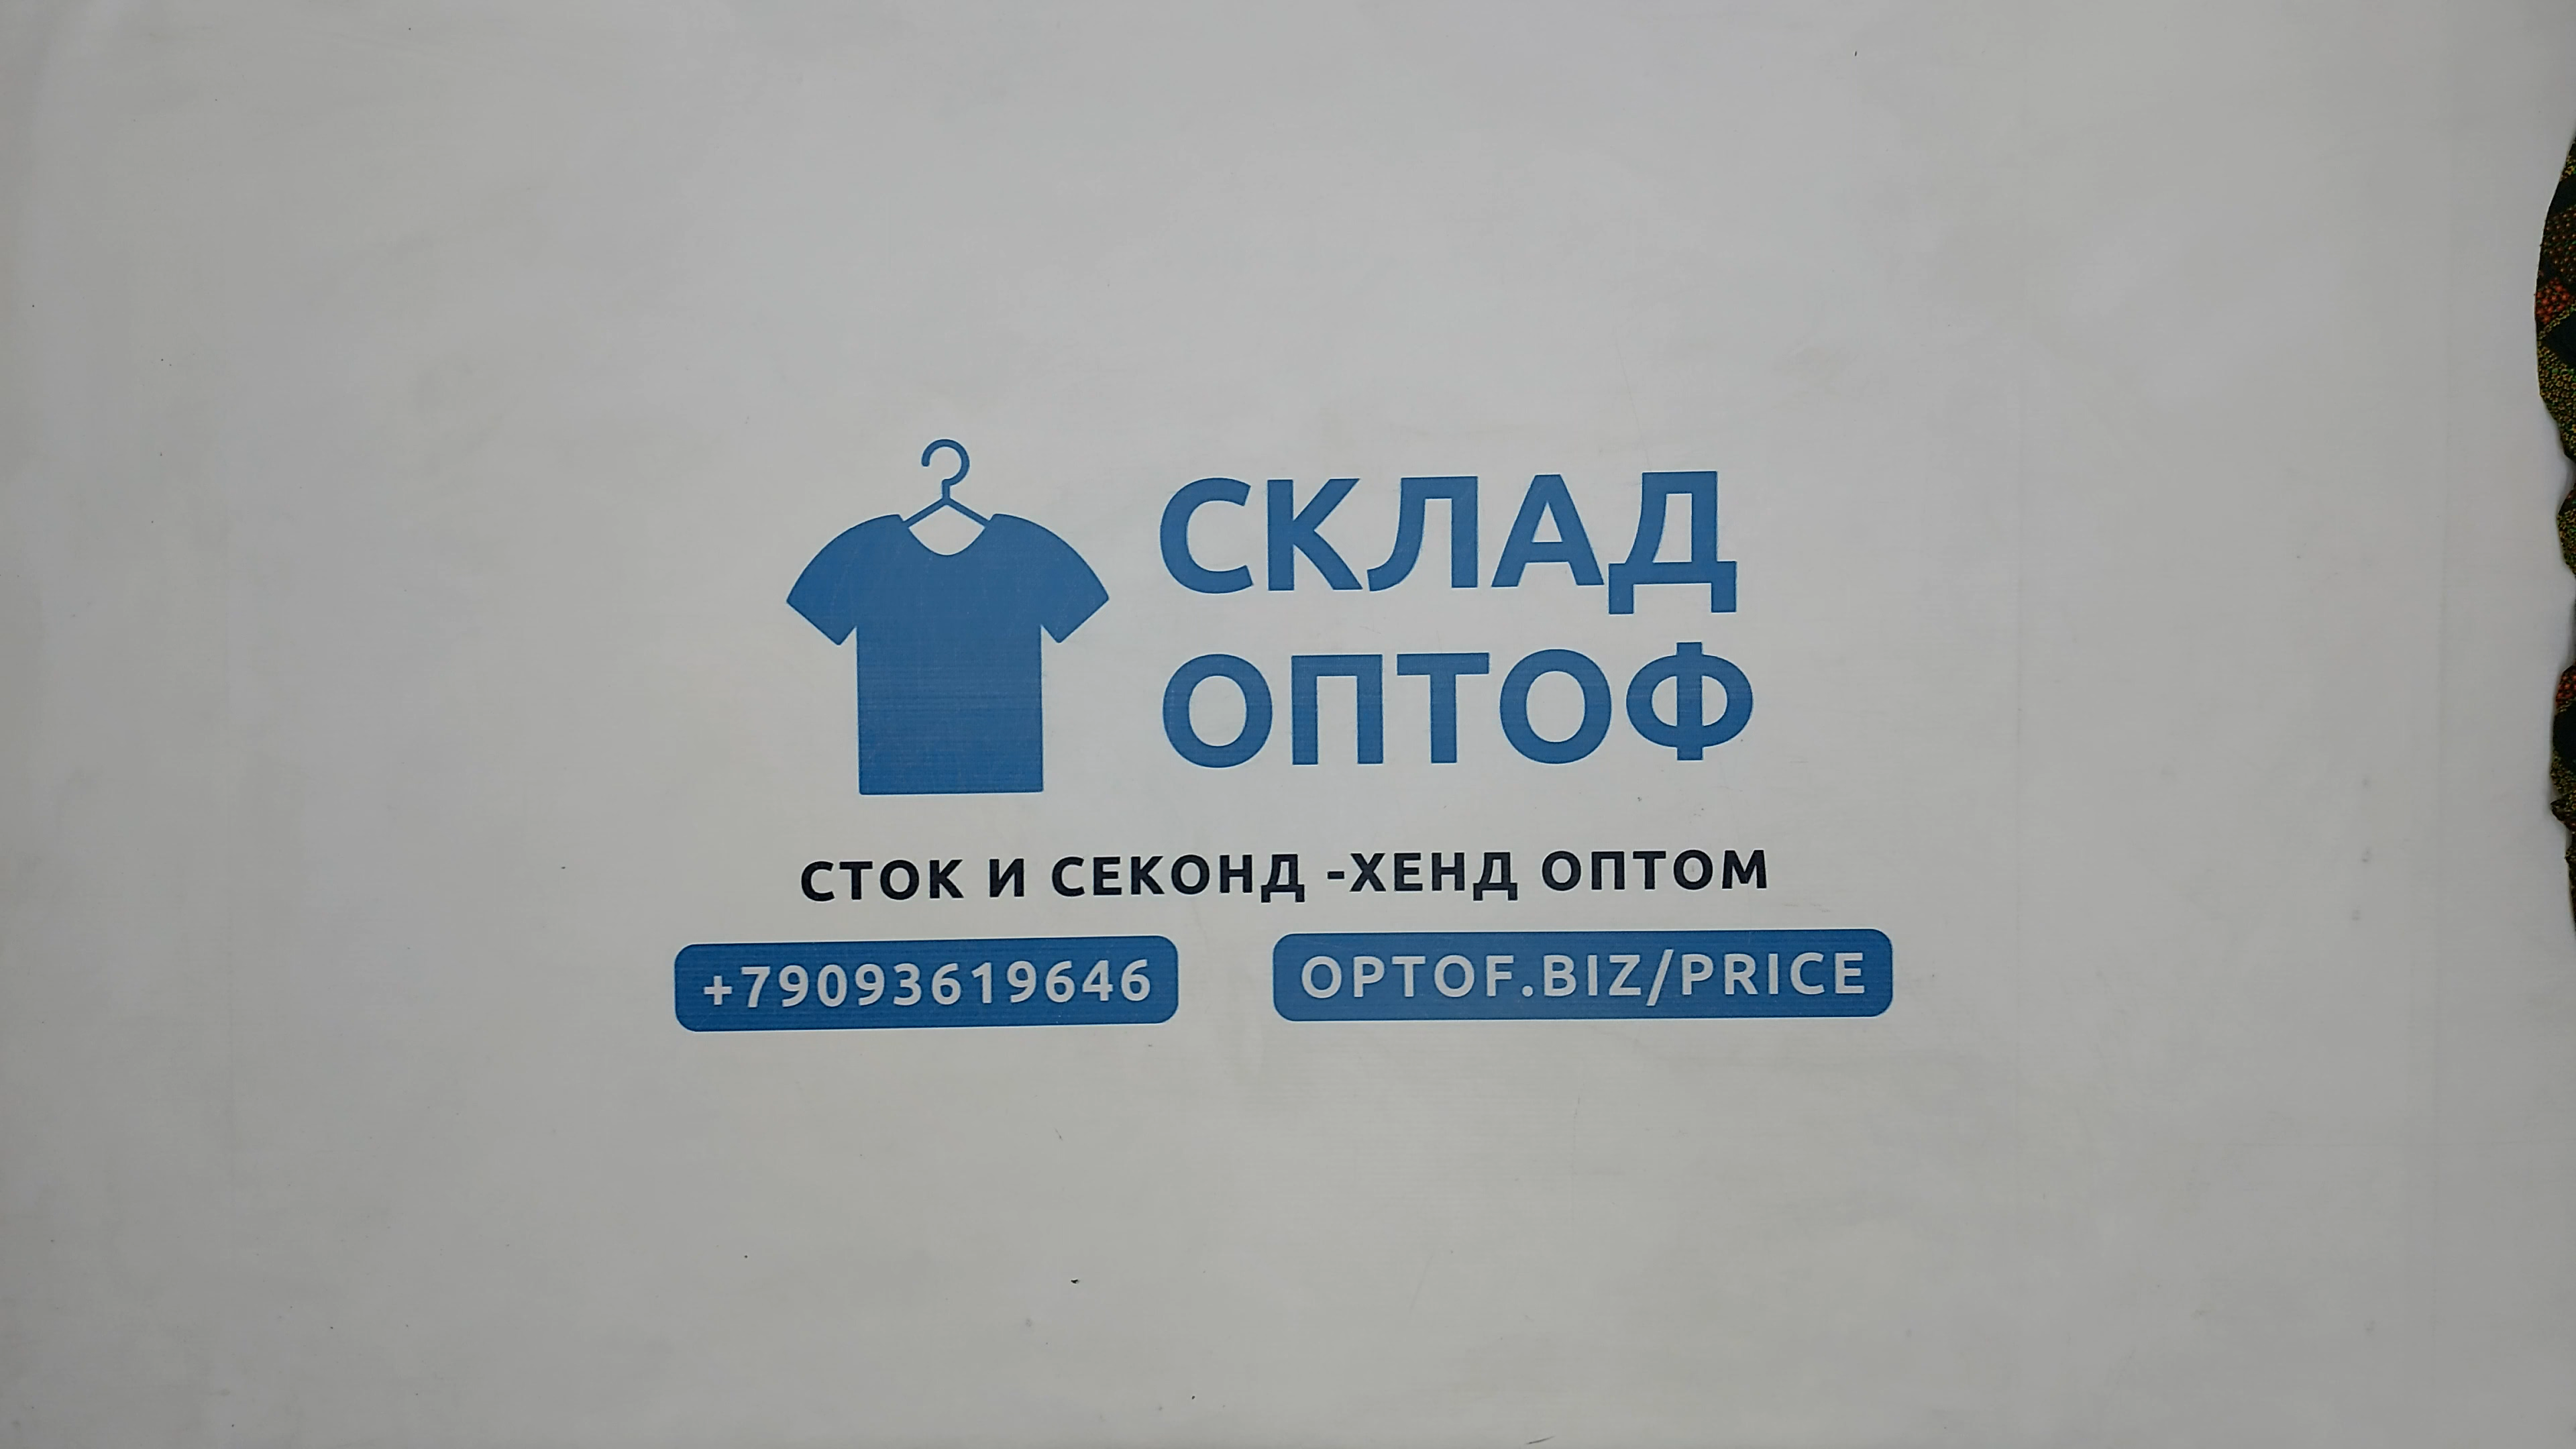 СКЛАД
ОПТОФ
СТОК И СЕКОНД -ХЕНД ОПТОМ
+79093619646
OPTOF.BIZ/PRICE